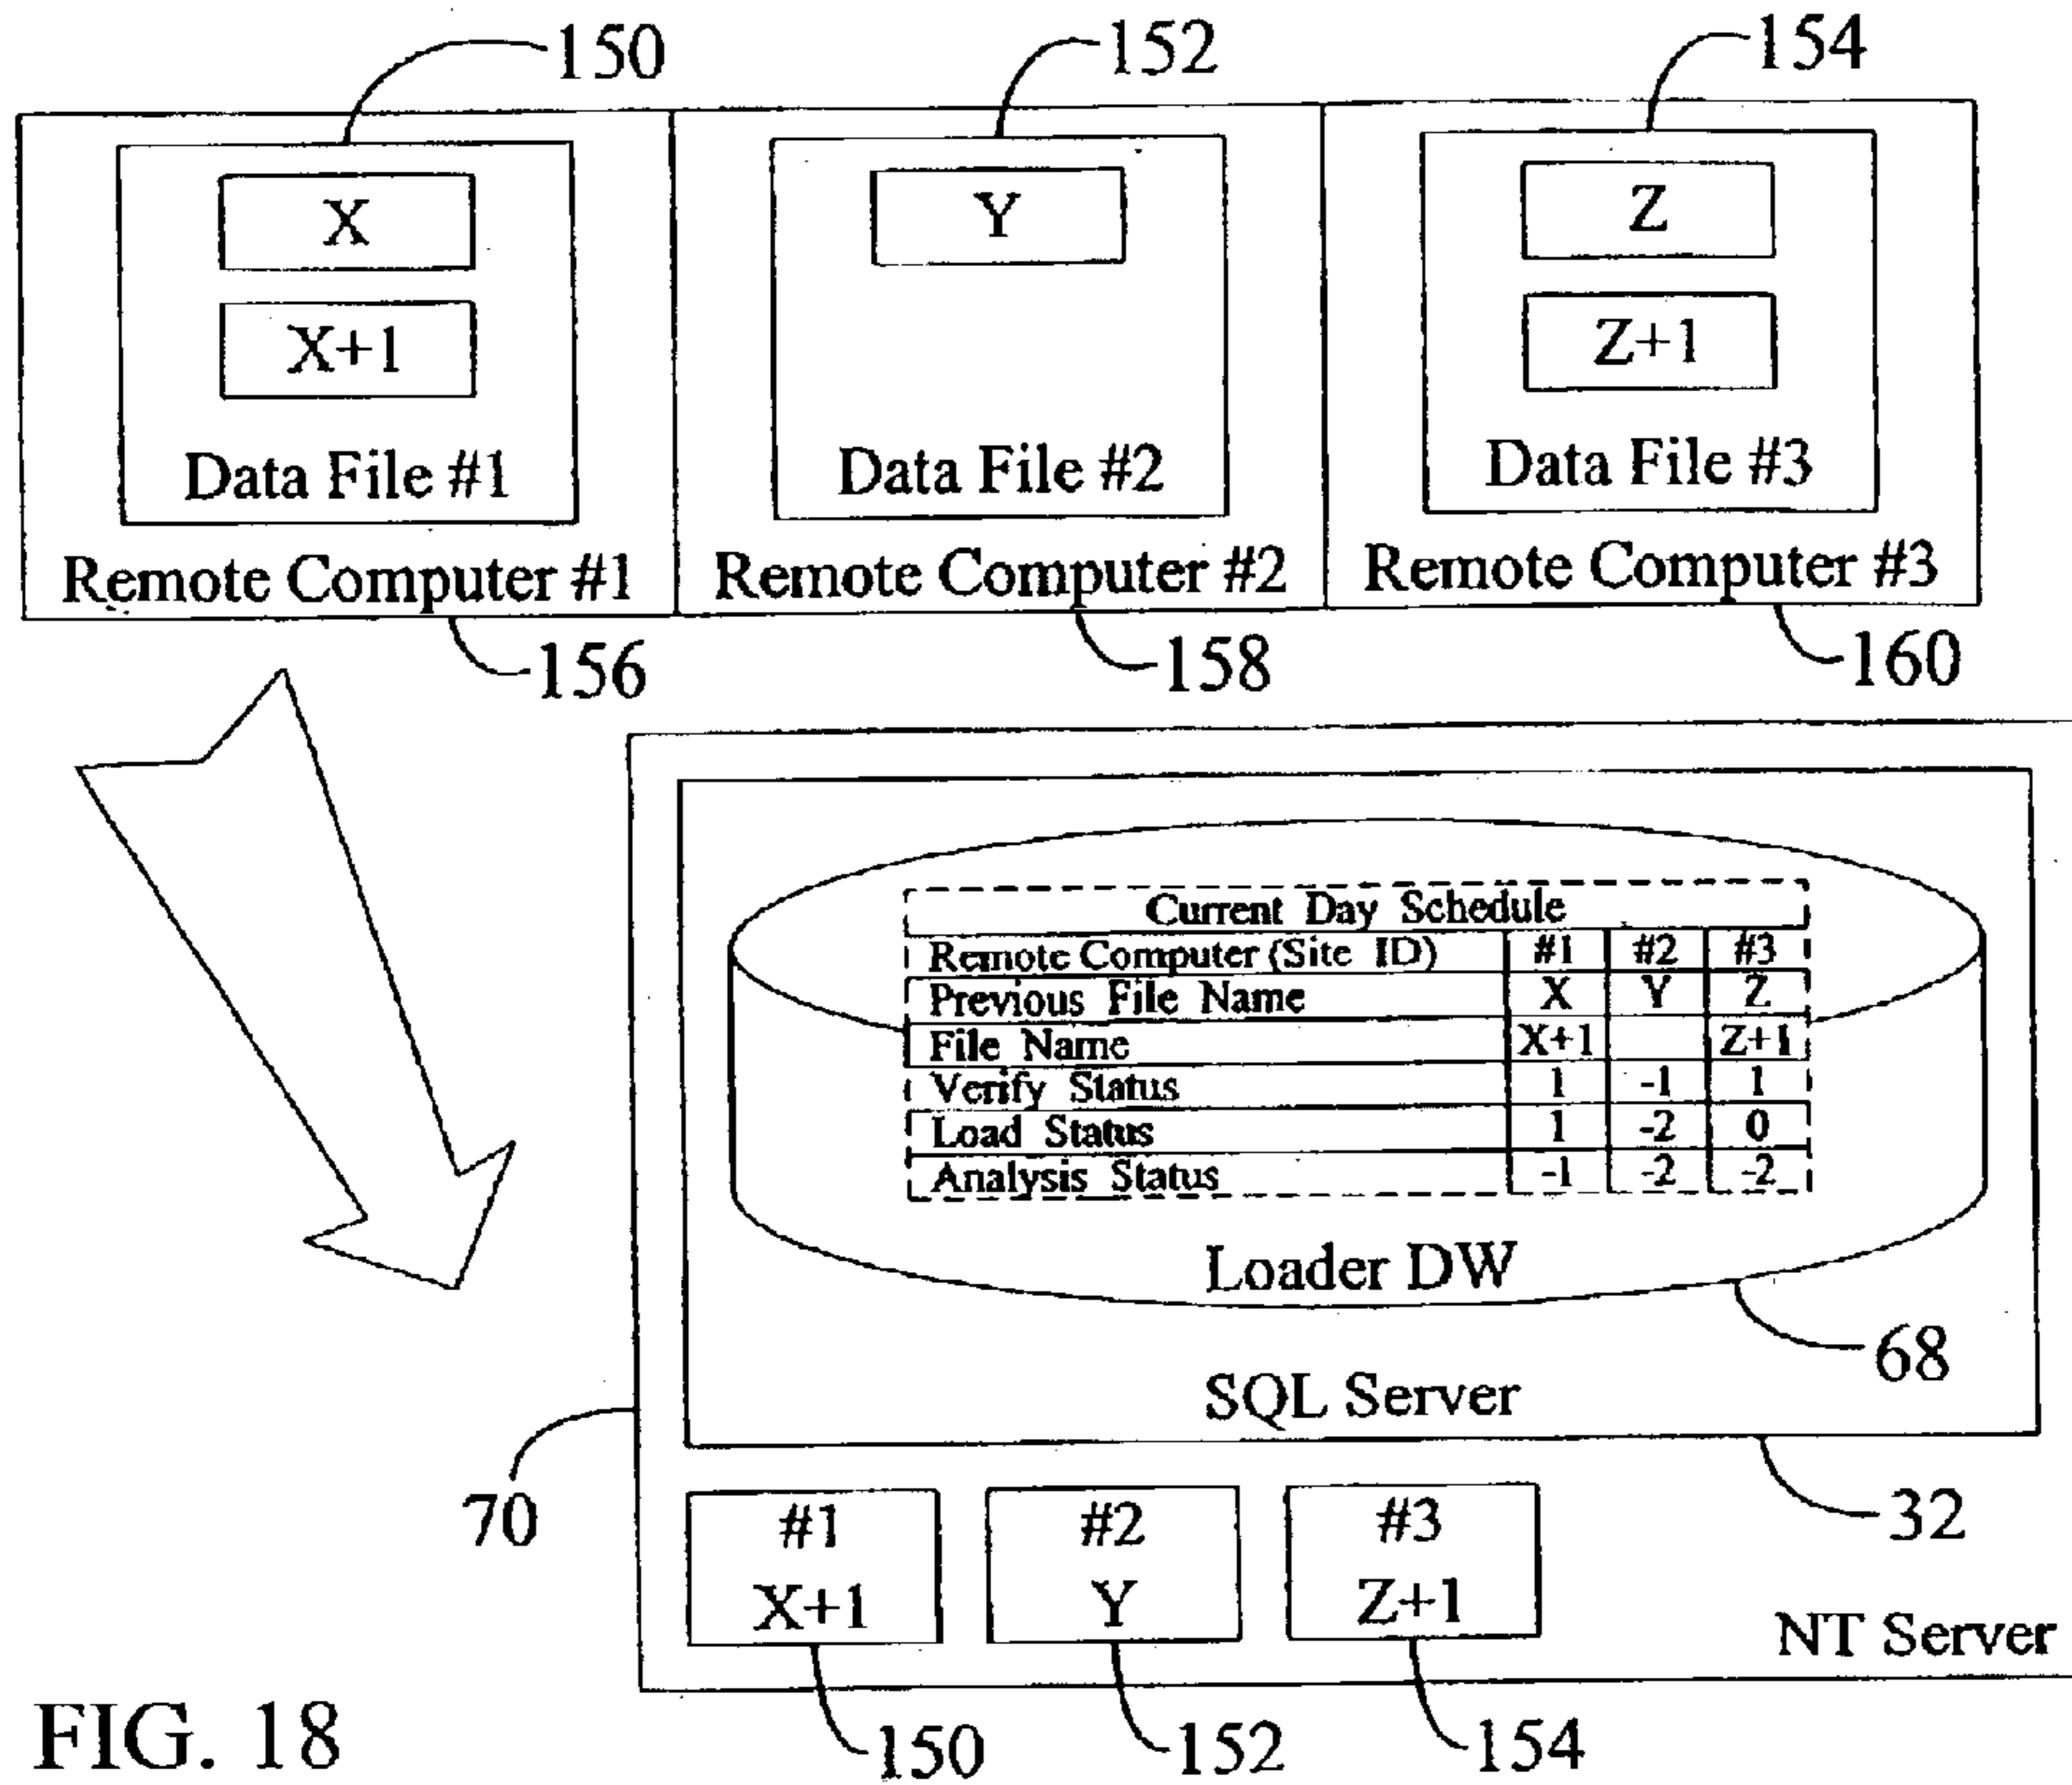 150
152
154
X
Y
Z
X+1
Z+1
Data File #1
Data File #2
Data File #3
Remote Computer #1
Remote Computer #2
Remote Computer #3
156
158
160
Current Day Schedule
Remote Computer (Site ID) #1 #2 #3
Previous File Name X Y Z
File Name X+1 Z+1
Verify Status 1 -1 1
Load Status 1 -2 0
Analysis Status -1 -2 -2
Loader DW
68
SQL Server
70
32
#1
X+1
#2
Y
#3
Z+1
NT Server
150
152
154
FIG. 18